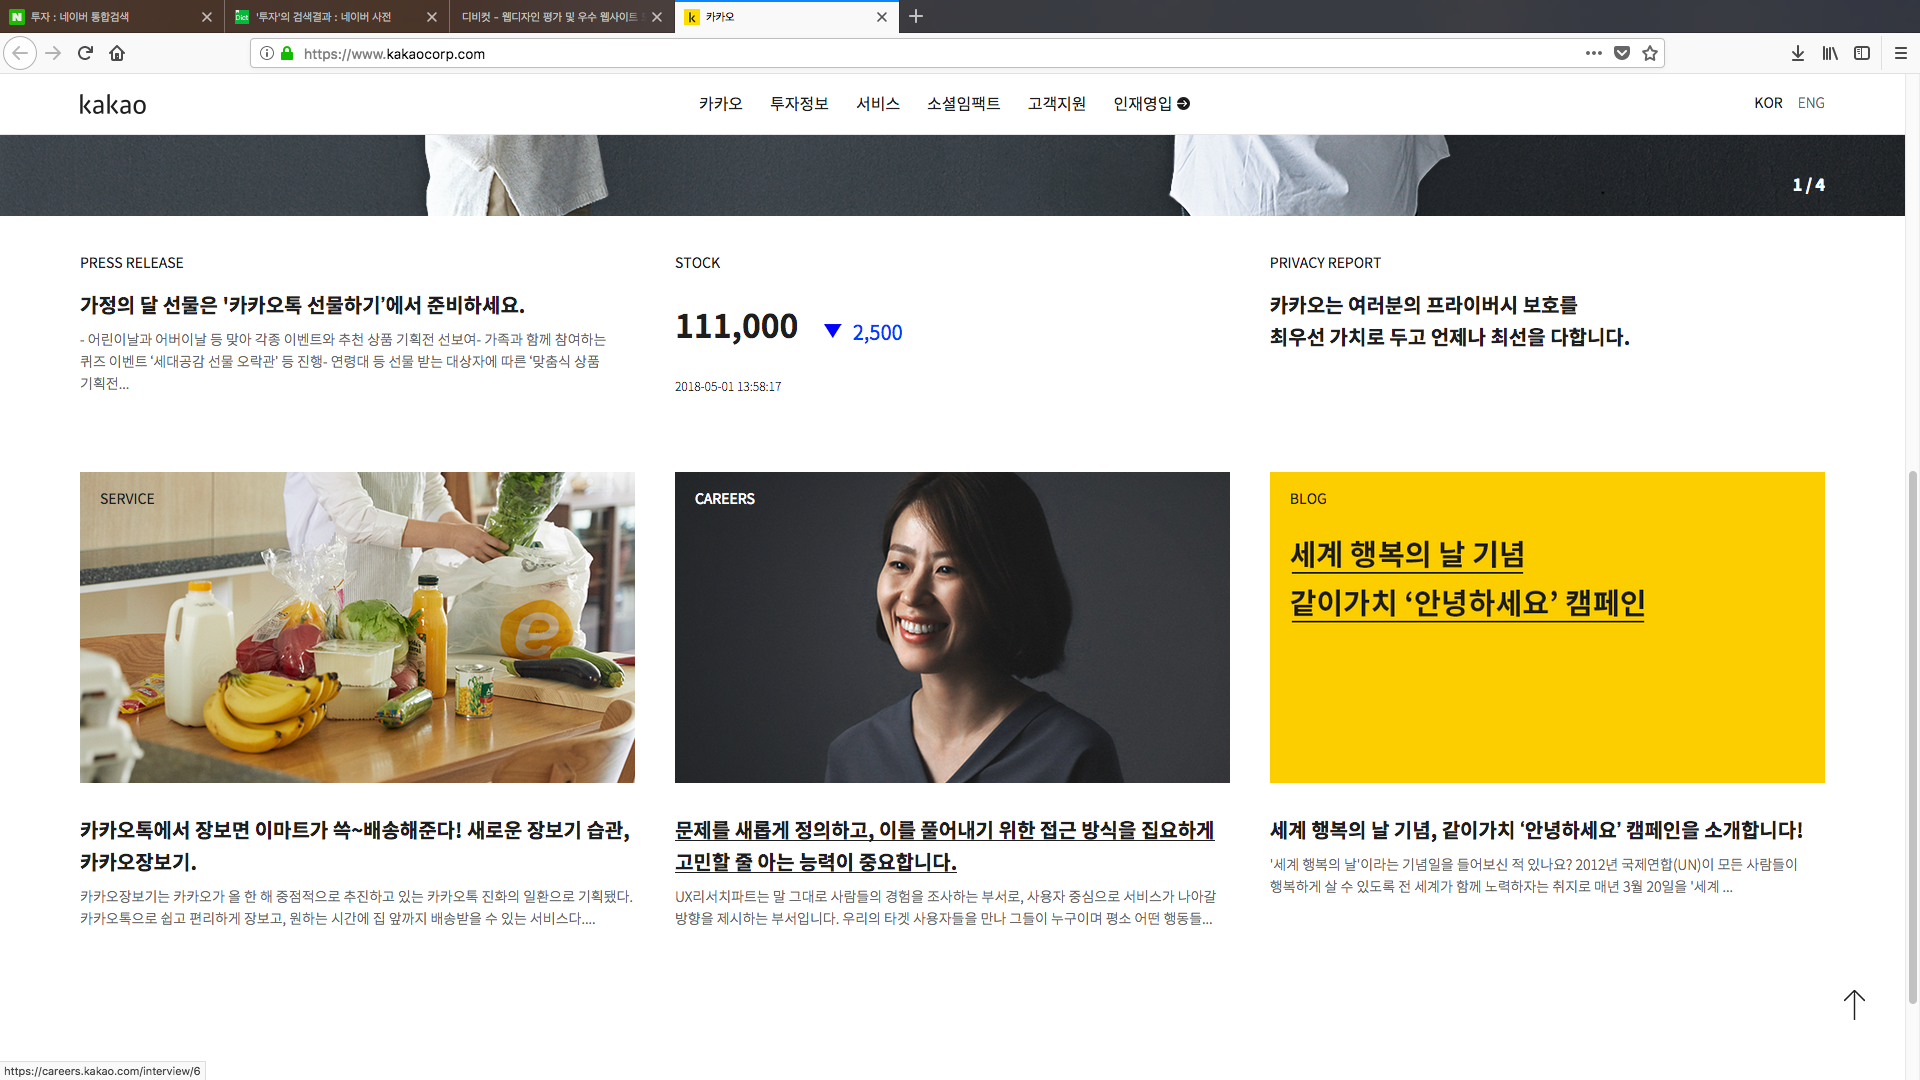 투자 : 네이버 통합검색
'투자'의 검색결과 : 네이버 사전
디비컷 - 웹디자인 평가 및 우수 웹사이트
카카오
https://www.kakaocorp.com
kakao
카카오
투자정보
서비스
소셜임팩트
고객지원
인재영입
KOR
ENG
1 / 4
PRESS RELEASE
가정의 달 선물은 '카카오톡 선물하기’에서 준비하세요.
- 어린이날과 어버이날 등 맞아 각종 이벤트와 추천 상품 기획전 선보여- 가족과 함께 참여하는
퀴즈 이벤트 ‘세대공감 선물 오락관’ 등 진행- 연령대 등 선물 받는 대상자에 따른 ‘맞춤식 상품
기획전...
STOCK
111,000 ▼ 2,500
2018-05-01 13:58:17
PRIVACY REPORT
카카오는 여러분의 프라이버시 보호를
최우선 가치로 두고 언제나 최선을 다합니다.
SERVICE
카카오톡에서 장보면 이마트가 쓱~배송해준다! 새로운 장보기 습관,
카카오장보기.
카카오장보기는 카카오가 올 한 해 중점적으로 추진하고 있는 카카오톡 진화의 일환으로 기획됐다.
카카오톡으로 쉽고 편리하게 장보고, 원하는 시간에 집 앞까지 배송받을 수 있는 서비스다....
CAREERS
문제를 새롭게 정의하고, 이를 풀어내기 위한 접근 방식을 집요하게
고민할 줄 아는 능력이 중요합니다.
UX리서치파트는 말 그대로 사람들의 경험을 조사하는 부서로, 사용자 중심으로 서비스가 나아갈
방향을 제시하는 부서입니다. 우리의 타겟 사용자들을 만나 그들이 누구이며 평소 어떤 행동들...
BLOG
세계 행복의 날 기념
같이가치 ‘안녕하세요’ 캠페인
세계 행복의 날 기념, 같이가치 ‘안녕하세요’ 캠페인을 소개합니다!
'세계 행복의 날'이라는 기념일을 들어보신 적 있나요? 2012년 국제연합(UN)이 모든 사람들이
행복하게 살 수 있도록 전 세계가 함께 노력하자는 취지로 매년 3월 20일을 '세계 ...
https://careers.kakao.com/interview/6